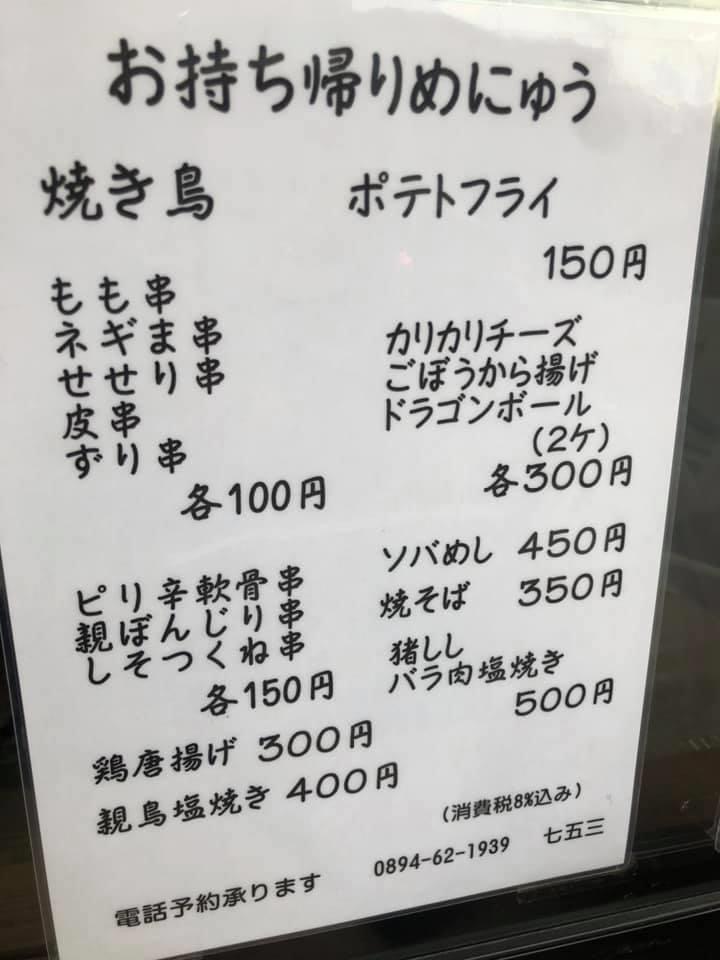 お持ち帰りめにゅう
焼き鳥
もも串
ネギま串
せせり串
皮串
ずり串
各100円
ピリ辛軟骨串
親ぼんじり串
しそつくね串
各150円
鶏唐揚げ 300円
親鳥塩焼き 400円
ポテトフライ
150円
カリカリチーズ
ごぼうから揚げ
ドラゴンボール
(2ケ)
各300円
ソバめし 450円
焼そば 350円
猪しし
バラ肉塩焼き
500円
(消費税8%込み)
電話予約承ります 0894-62-1939 七五三